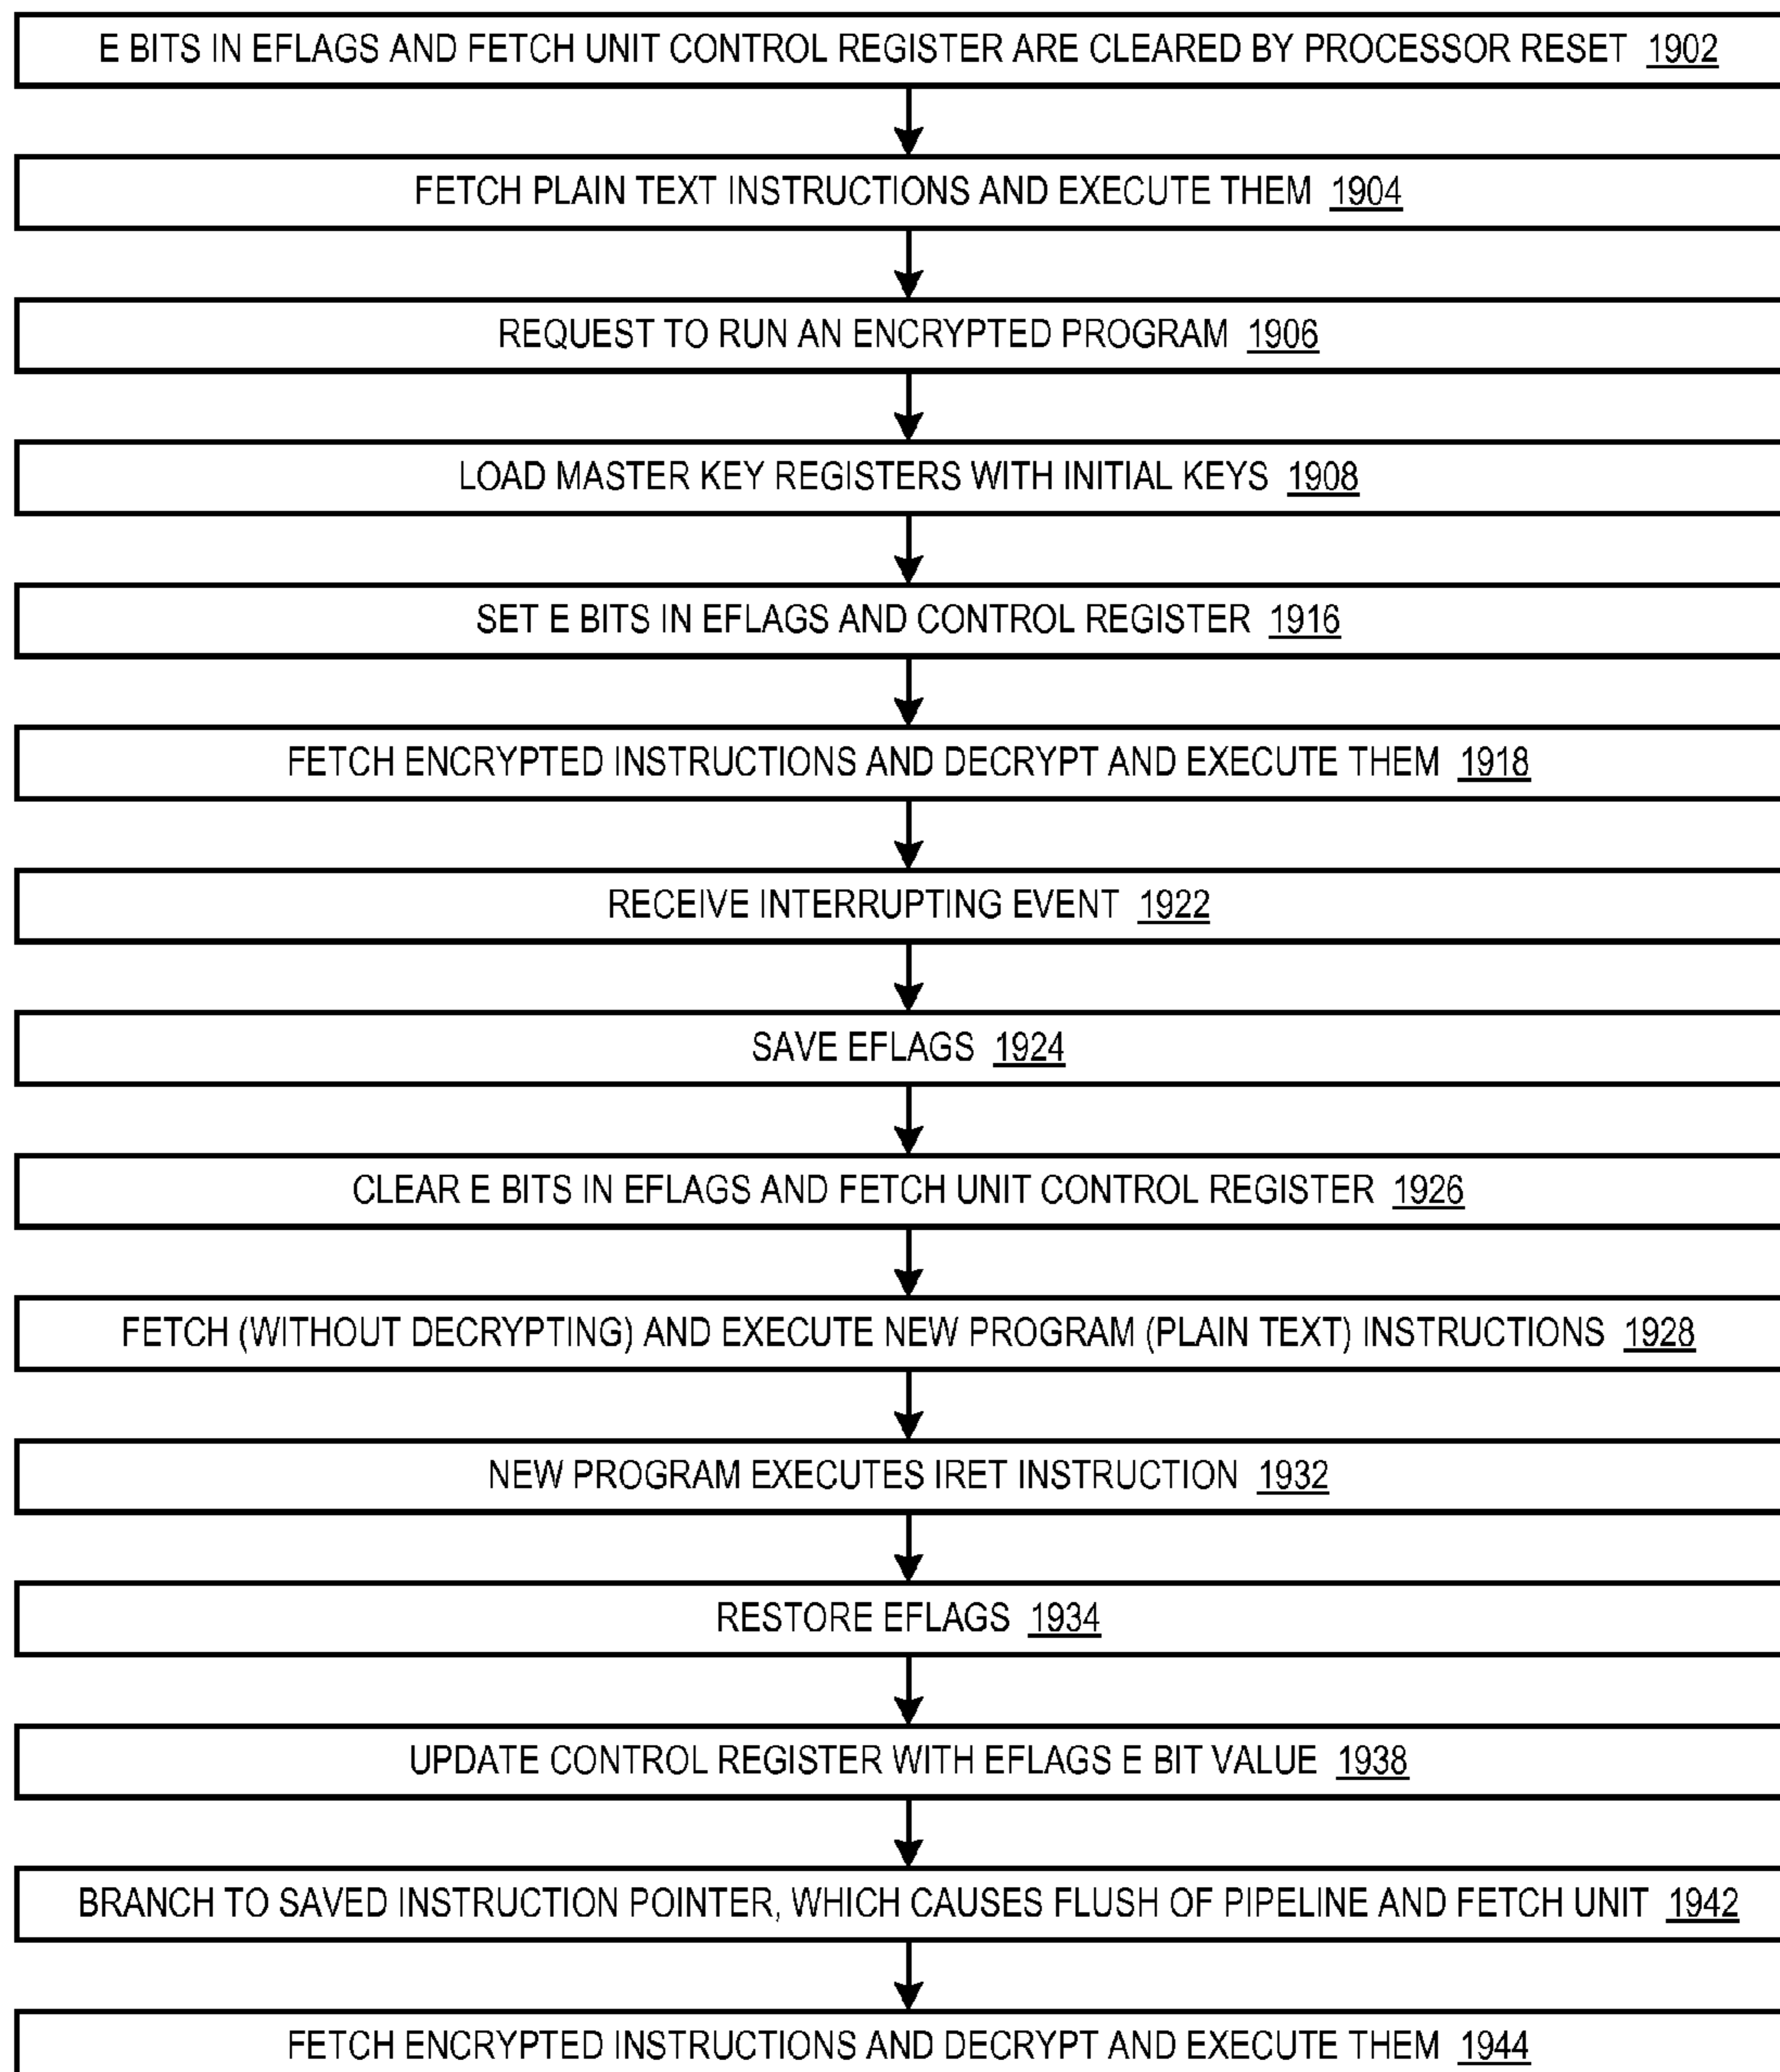 E BITS IN EFLAGS AND FETCH UNIT CONTROL REGISTER ARE CLEARED BY PROCESSOR RESET 1902
FETCH PLAIN TEXT INSTRUCTIONS AND EXECUTE THEM 1904
REQUEST TO RUN AN ENCRYPTED PROGRAM 1906
LOAD MASTER KEY REGISTERS WITH INITIAL KEYS 1908
SET E BITS IN EFLAGS AND CONTROL REGISTER 1916
FETCH ENCRYPTED INSTRUCTIONS AND DECRYPT AND EXECUTE THEM 1918
RECEIVE INTERRUPTING EVENT 1922
SAVE EFLAGS 1924
CLEAR E BITS IN EFLAGS AND FETCH UNIT CONTROL REGISTER 1926
FETCH (WITHOUT DECRYPTING) AND EXECUTE NEW PROGRAM (PLAIN TEXT) INSTRUCTIONS 1928
NEW PROGRAM EXECUTES IRET INSTRUCTION 1932
RESTORE EFLAGS 1934
UPDATE CONTROL REGISTER WITH EFLAGS E BIT VALUE 1938
BRANCH TO SAVED INSTRUCTION POINTER, WHICH CAUSES FLUSH OF PIPELINE AND FETCH UNIT 1942
FETCH ENCRYPTED INSTRUCTIONS AND DECRYPT AND EXECUTE THEM 1944